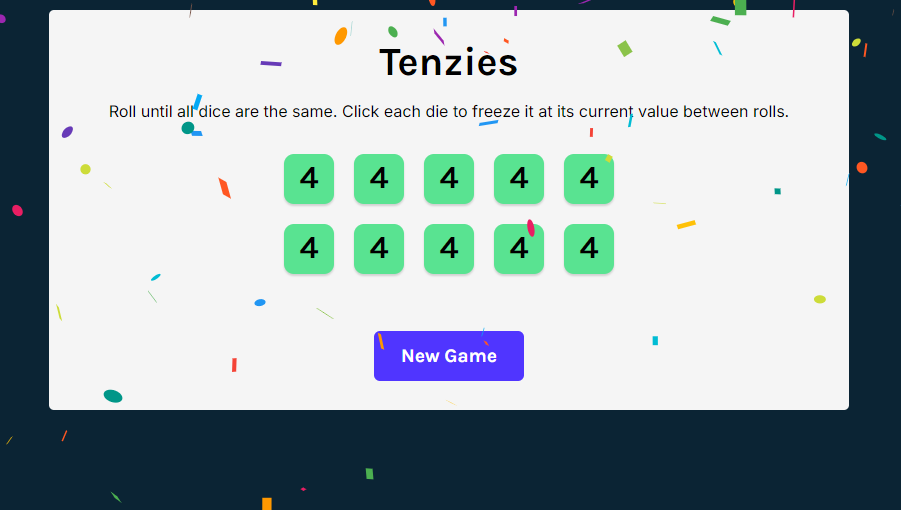 Tenzies
Roll until all dice are the same. Click each die to freeze it at its current value between rolls.
4 4 4 4 4
4 4 4 4 4
New Game